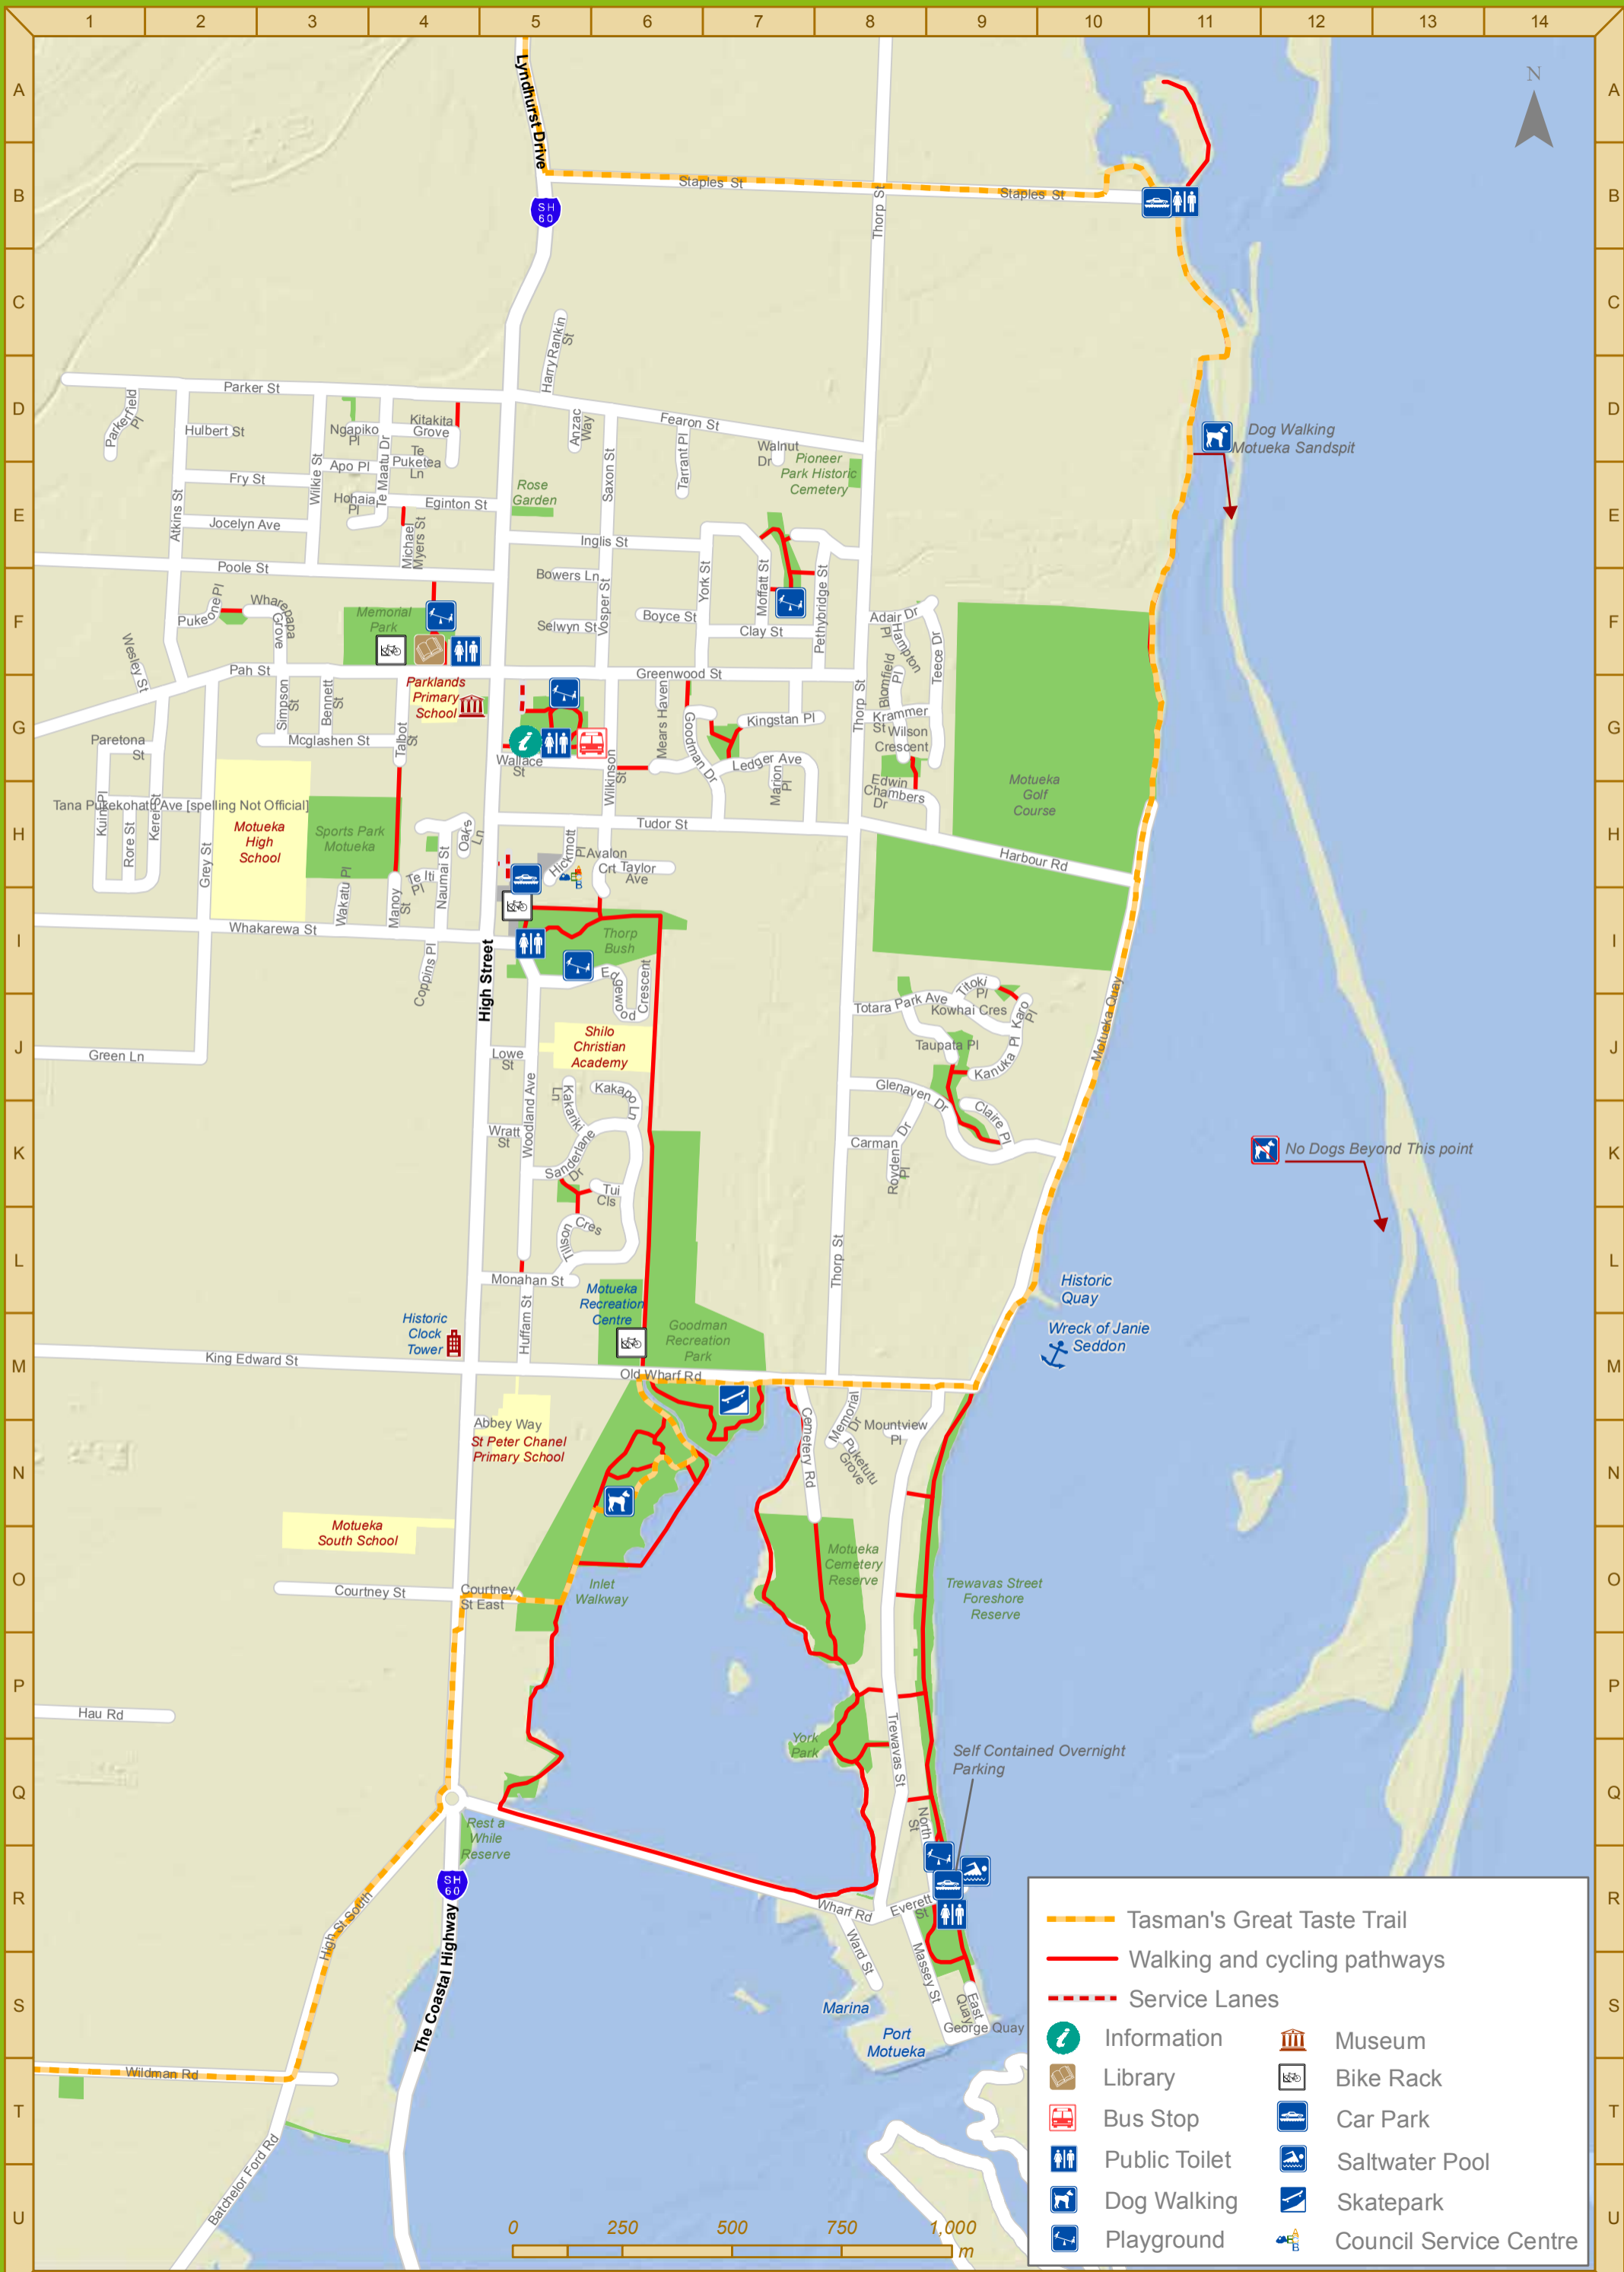 1 2 3 4 5 6 7 8 9 10 11 12 13 14
A A
B B
C C
D D
E E
F F
G G
H H
I I
J J
K K
L L
M M
N N
O O
P P
Q Q
R R
S S
T T
U U
N
Lyndhurst Drive
Staples St
Staples St
SH
60
Thorp St
Harry Rankin
St
Parker St
Parkerfield
Pl
Hulbert St
Ngapiko
Pl
Kitakita
Grove
Anzac
Way
Fearon St
Tarrant Pl
Walnut
Dr
Pioneer
Park Historic
Cemetery
Dog Walking
Motueka Sandspit
Apo Pl
Te
Puketea
Ln
Te Maatu Dr
Wilkie St
Fry St
Atkins St
Honaia
Pl
Eginton St
Rose
Garden
Saxon St
Jocelyn Ave
Michael
Myers St
Inglis St
Poole St
Bowers Ln
York St
Moffatt St
Pethybridge St
Pukeone Pl
Wharepapa
Grove
Memorial
Park
Selwyn St
Vosper St
Boyce St
Clay St
Adair Dr
Hampton
Pl
Teece Dr
Wesley St
Pah St
Greenwood St
Blomfield
Pl
Parklands
Primary
School
Simpson
St
Bennett
St
Mears Haven
Goodman Dr
Kingstan Pl
Thorp St
Krammer
St
Wilson
Crescent
Paretona
St
Mcglashen St
Talbot
St
Wallace
St
Wilkinson
St
Ledger Ave
Marion
Pl
Edwin
Chambers
Dr
Motueka
Golf
Course
Tana Pukekohatu Ave [spelling Not Official]
Kuini Pl
Rore St
Kerei St
Motueka
High
School
Sports Park
Motueka
Oaks
Ln
Tudor St
Harbour Rd
Grey St
Wakatu Pl
Manoy
St
Te Iti
Pl
Naumai St
Hickmott
Pl
Avalon
Crt
Taylor
Ave
Whakarewa St
Coppins Pl
High Street
Thorp
Bush
Edgewood
Crescent
Totara Park Ave
Titoki
Pl
Kowhai Cres
Karo
Pl
Motueka Quay
Shilo
Christian
Academy
Green Ln
Lowe
St
Taupata Pl
Kanuka Pl
Woodland Ave
Kakariki
Ln
Kakapo Ln
Glenaven Dr
Claire Pl
Wratt
St
Sanderlane
Dr
Carman
Dr
Royden
Pl
No Dogs Beyond This point
Tui
Cls
Tillson
Cres
Thorp St
Monahan St
Motueka
Recreation
Centre
Historic
Quay
Historic
Clock
Tower
Huffam St
Goodman
Recreation
Park
Wreck of Janie
Seddon
King Edward St
Old Wharf Rd
Abbey Way
St Peter Chanel
Primary School
Cemetery Rd
Memorial
Dr
Mountview
Pl
Puketutu
Grove
Motueka
South School
Motueka
Cemetery
Reserve
Courtney St
Courtney
St East
Inlet
Walkway
Trewavas Street
Foreshore
Reserve
Hau Rd
York
Park
Trewavas St
Self Contained Overnight
Parking
North
St
Rest a
While
Reserve
SH
60
High St South
The Coastal Highway
Wharf Rd
Everett
St
Ward St
Massey St
East
Quay
George Quay
Marina
Port
Motueka
Wildman Rd
Batchelor Ford Rd
0 250 500 750 1,000
m
Tasman's Great Taste Trail
Walking and cycling pathways
Service Lanes
Information
Museum
Library
Bike Rack
Bus Stop
Car Park
Public Toilet
Saltwater Pool
Dog Walking
Skatepark
Playground
Council Service Centre